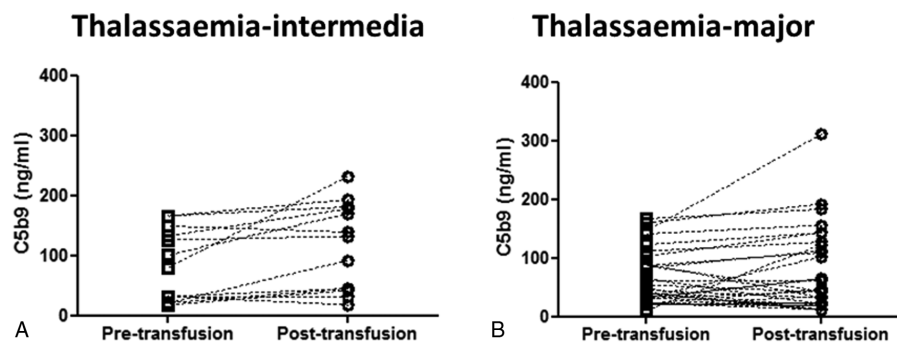 Thalassaemia-intermedia
400
300
200
100
0
C5b9 (ng/ml)
Pre-transfusion Post-transfusion
A
Thalassaemia-major
400
300
200
100
0
C5b9 (ng/ml)
Pre-transfusion Post-transfusion
B